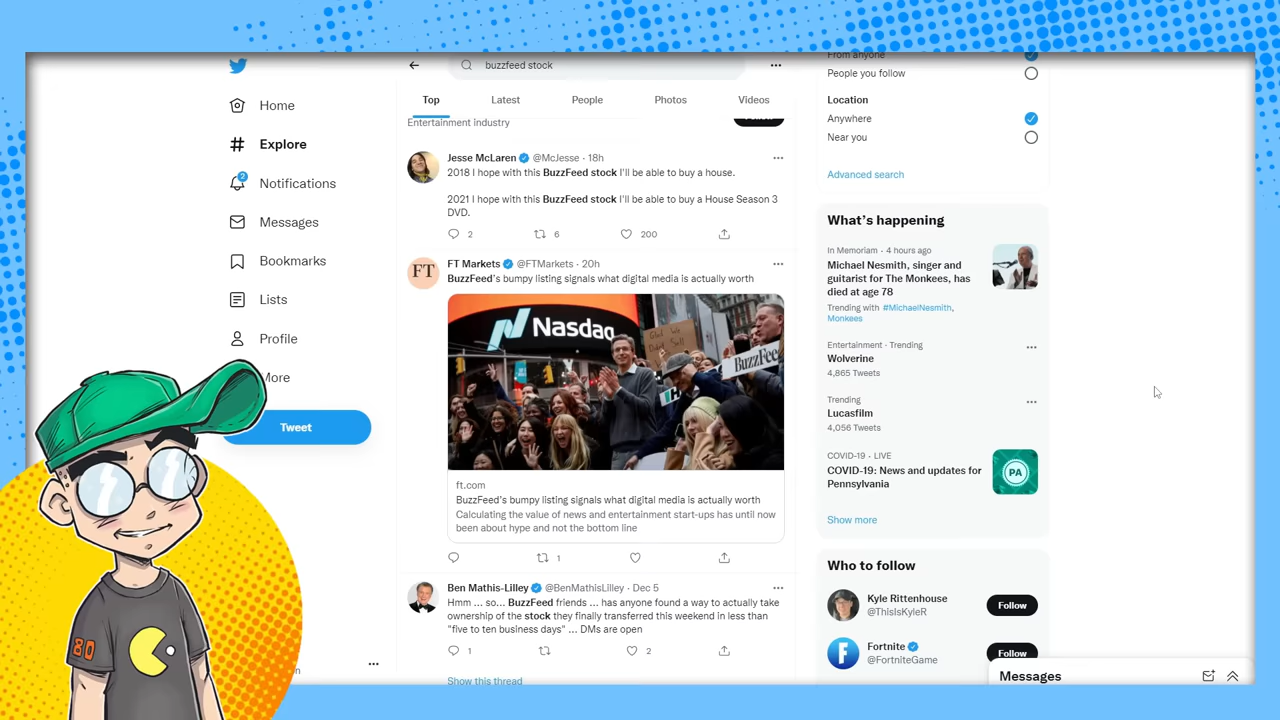 buzzfeed stock
Home
Explore
2
Notifications
Messages
Bookmarks
Lists
Profile
More
Tweet
Top
Latest
People
Photos
Videos
Entertainment industry
Jesse McLaren @McJesse · 18h
2018 I hope with this BuzzFeed stock I'll be able to buy a house.
2021 I hope with this BuzzFeed stock I'll be able to buy a House Season 3
DVD.
2
6
200
FT
FT Markets @FTMarkets · 20h
BuzzFeed's bumpy listing signals what digital media is actually worth
Nasdaq
BuzzFee
ft.com
BuzzFeed's bumpy listing signals what digital media is actually worth
Calculating the value of news and entertainment start-ups has until now
been about hype and not the bottom line
1
Ben Mathis-Lilley @BenMathisLilley · Dec 5
Hmm ... so... BuzzFeed friends ... has anyone found a way to actually take
ownership of the stock they finally transferred this weekend in less than
"five to ten business days" ... DMs are open
1
2
Show this thread
From anyone
People you follow
Location
Anywhere
Near you
Advanced search
What's happening
In Memoriam · 4 hours ago
Michael Nesmith, singer and
guitarist for The Monkees, has
died at age 78
Trending with #MichaelNesmith,
Monkees
Entertainment · Trending
Wolverine
4,865 Tweets
Trending
Lucasfilm
4,056 Tweets
COVID-19 · LIVE
COVID-19: News and updates for
Pennsylvania
PA
Show more
Who to follow
Kyle Rittenhouse
@ThisIsKyleR
Follow
Fortnite
@FortniteGame
Follow
Messages
80